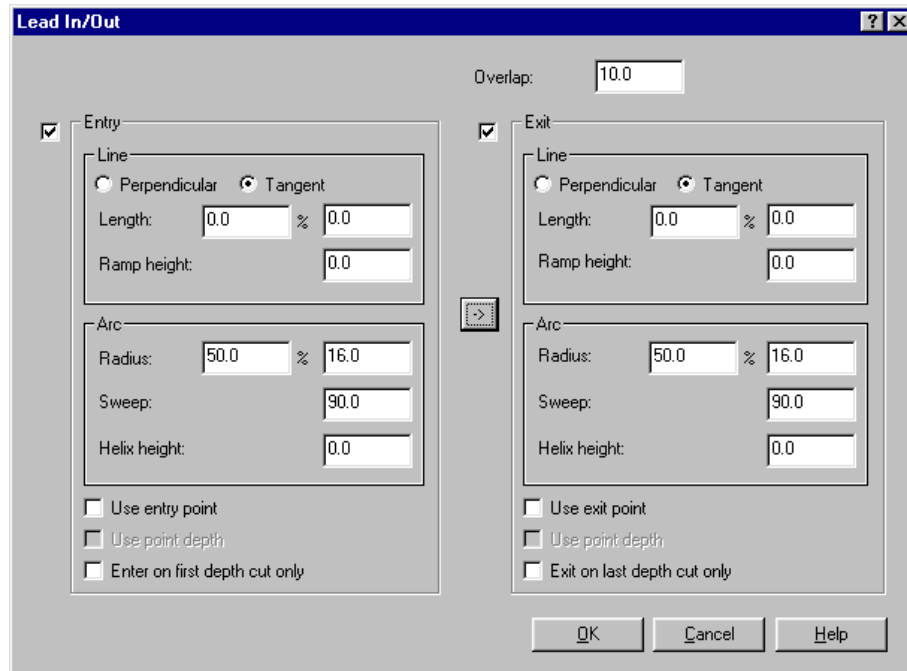 Lead In/Out
Overlap: 10.0
Entry
Line
Perpendicular Tangent
Length: 0.0 % 0.0
Ramp height: 0.0
Arc
Radius: 50.0 % 16.0
Sweep: 90.0
Helix height: 0.0
Use entry point
Use point depth
Enter on first depth cut only
->
Exit
Line
Perpendicular Tangent
Length: 0.0 % 0.0
Ramp height: 0.0
Arc
Radius: 50.0 % 16.0
Sweep: 90.0
Helix height: 0.0
Use exit point
Use point depth
Exit on last depth cut only
OK Cancel Help